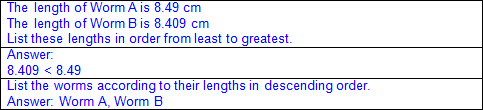 The length of Worm A is 8.49 cm
The length of Worm B is 8.409 cm
List these lengths in order from least to greatest.
Answer:
8.409 < 8.49
List the worms according to their lengths in descending order.
Answer: Worm A, Worm B